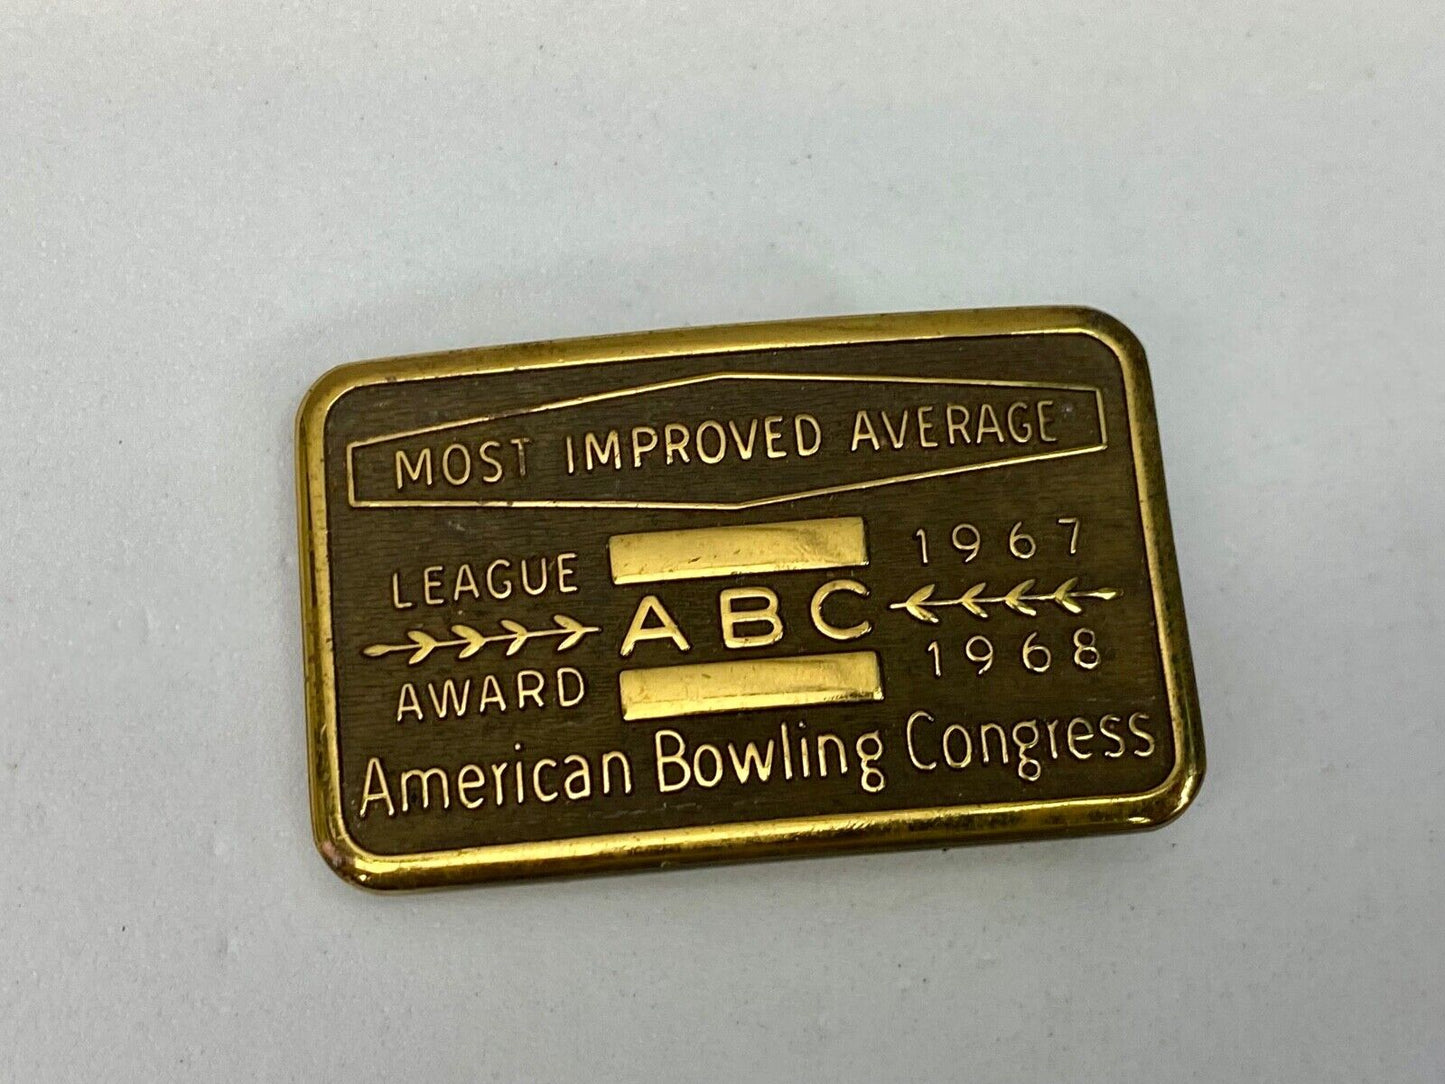 MOST IMPROVED AVERAGE
LEAGUE
AWARD
ABC
1967
1968
American Bowling Congress